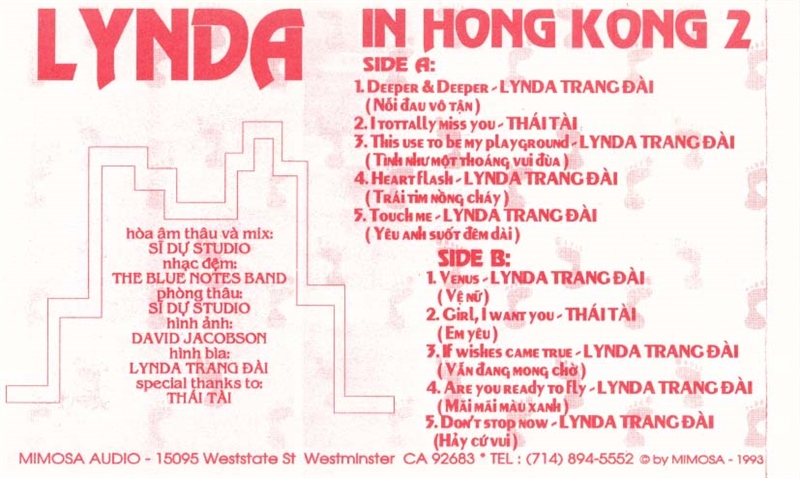 LYNDA
IN HONG KONG 2
SIDE A:
1. DEEPER & DEEPER - LYNDA TRANG ĐÀI
( NỖI ĐAU VÔ TẬN )
2. I TOTTALLY MISS YOU - THÁI TÀI
3. THIS USE TO BE MY PLAYGROUND - LYNDA TRANG ĐÀI
( TÌNH NHƯ MỘT THOÁNG VUI ĐÙA )
4. HEART FLASH - LYNDA TRANG ĐÀI
( TRÁI TIM NỒNG CHÁY )
5. TOUCH ME - LYNDA TRANG ĐÀI
( YÊU ANH SUỐT ĐÊM DÀI )
SIDE B:
1. VENUS - LYNDA TRANG ĐÀI
( VỆ NỮ )
2. GIRL, I WANT YOU - THÁI TÀI
( EM YÊU )
3. IF WISHES CAME TRUE - LYNDA TRANG ĐÀI
( VẪN ĐANG MONG CHỜ )
4. ARE YOU READY TO FLY - LYNDA TRANG ĐÀI
( MÃI MÃI MÀU XANH )
5. DON'T STOP NOW - LYNDA TRANG ĐÀI
(HẢY CỨ VUI )
hòa âm thâu và mix:
SĨ DỰ STUDIO
nhạc đệm:
THE BLUE NOTES BAND
phòng thâu:
SĨ DỰ STUDIO
hình ảnh:
DAVID JACOBSON
hình bìa:
LYNDA TRANG ĐÀI
special thanks to:
THÁI TÀI
MIMOSA AUDIO - 15095 Weststate St Westminster CA 92683 * TEL : (714) 894-5552 © by MIMOSA - 1993